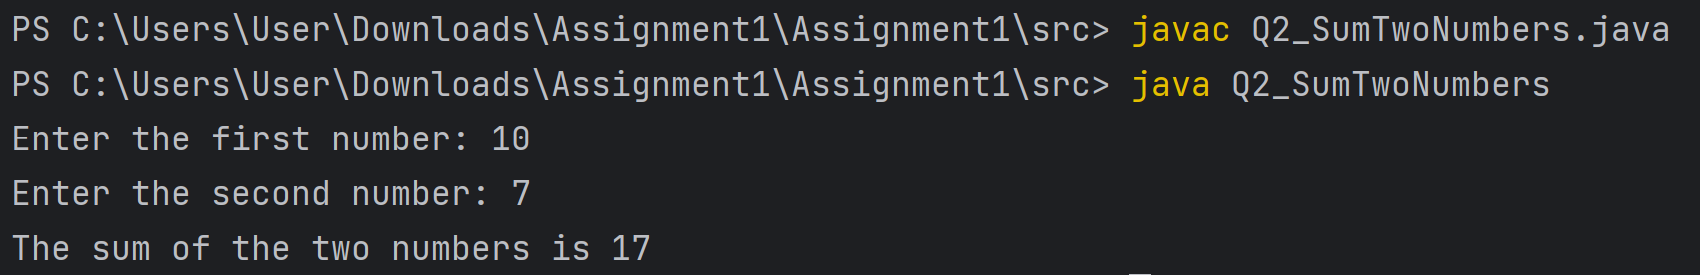 PS C:\Users\User\Downloads\Assignment1\Assignment1\src> javac Q2_SumTwoNumbers.java
PS C:\Users\User\Downloads\Assignment1\Assignment1\src> java Q2_SumTwoNumbers
Enter the first number: 10
Enter the second number: 7
The sum of the two numbers is 17